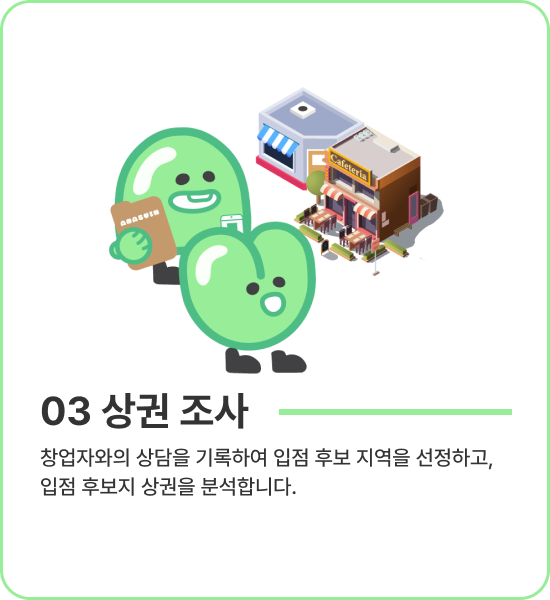 Cafeteria
03 상권 조사
창업자와의 상담을 기록하여 입점 후보 지역을 선정하고,
입점 후보지 상권을 분석합니다.